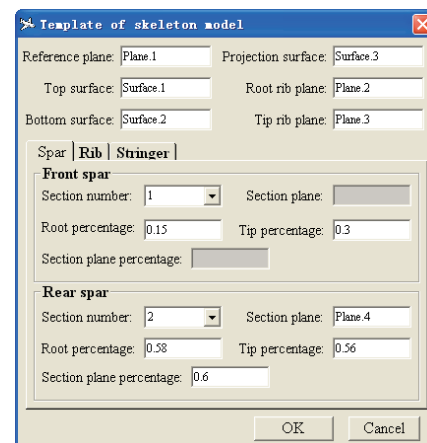 Template of skeleton model
Reference plane: Plane.1 Projection surface: Surface.3
Top surface: Surface.1 Root rib plane: Plane.2
Bottom surface: Surface.2 Tip rib plane: Plane.3
Spar Rib Stringer
Front spar
Section number: 1 Section plane:
Root percentage: 0.15 Tip percentage: 0.3
Section plane percentage:
Rear spar
Section number: 2 Section plane: Plane.4
Root percentage: 0.58 Tip percentage: 0.56
Section plane percentage: 0.6
OK Cancel